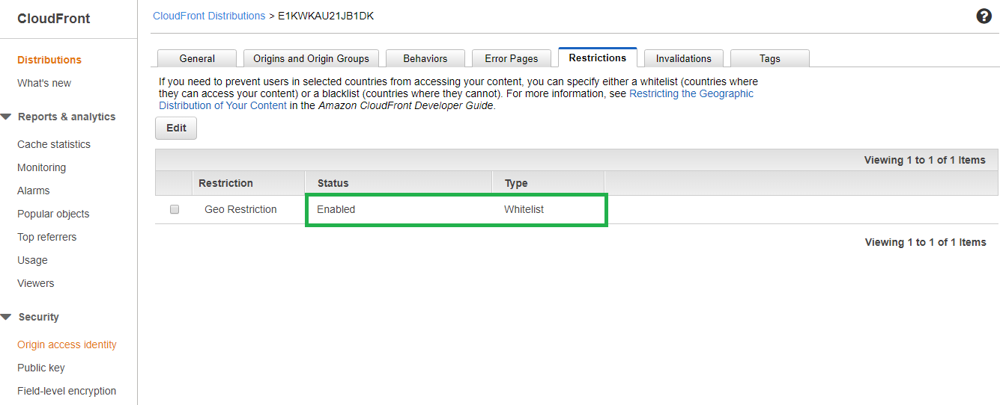 CloudFront
CloudFront Distributions > E1KWKAU21JB1DK
Distributions
What's new
Reports & analytics
Cache statistics
Monitoring
Alarms
Popular objects
Top referrers
Usage
Viewers
Security
Origin access identity
Public key
Field-level encryption
General Origins and Origin Groups Behaviors Error Pages Restrictions Invalidations Tags
If you need to prevent users in selected countries from accessing your content, you can specify either a whitelist (countries where
they can access your content) or a blacklist (countries where they cannot). For more information, see Restricting the Geographic
Distribution of Your Content in the Amazon CloudFront Developer Guide.
Edit
Viewing 1 to 1 of 1 Items
Restriction Status Type
Geo Restriction Enabled Whitelist
Viewing 1 to 1 of 1 Items